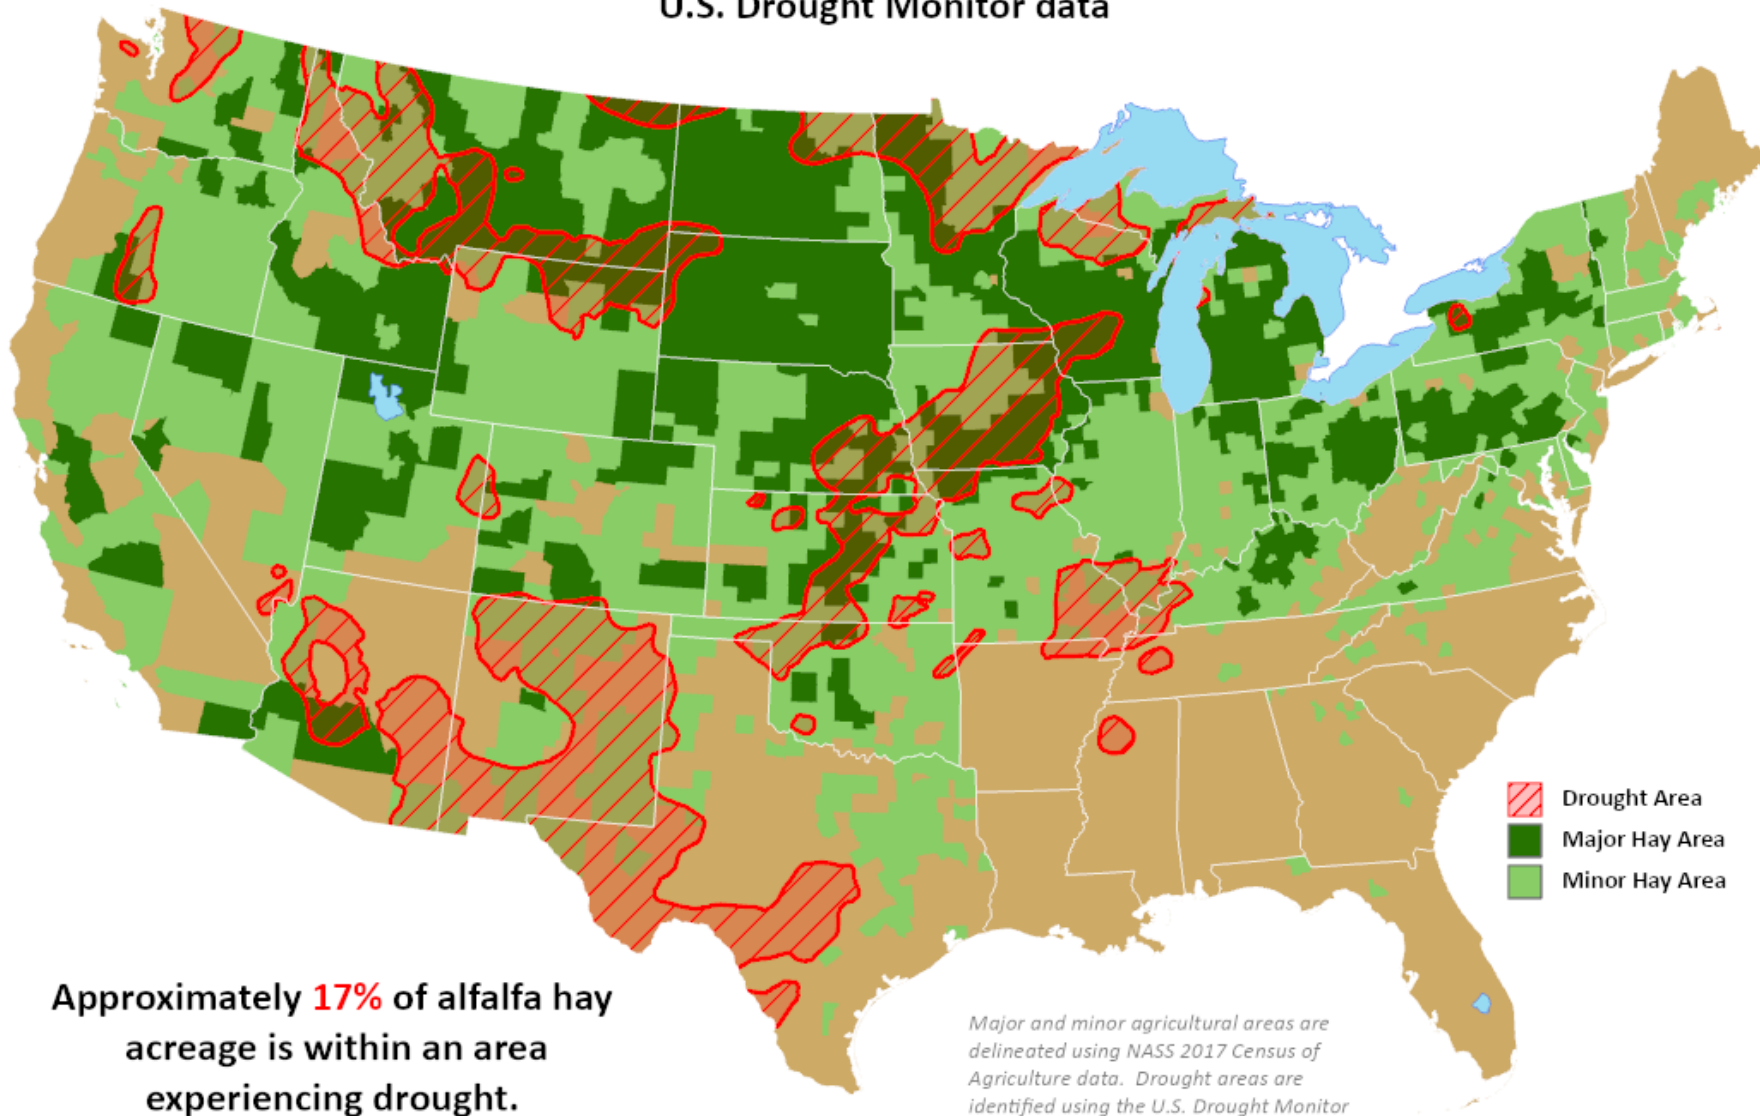 U.S. Drought Monitor data
Drought Area
Major Hay Area
Minor Hay Area
Approximately 17% of alfalfa hay
acreage is within an area
experiencing drought.
Major and minor agricultural areas are
delineated using NASS 2017 Census of
Agriculture data. Drought areas are
identified using the U.S. Drought Monitor